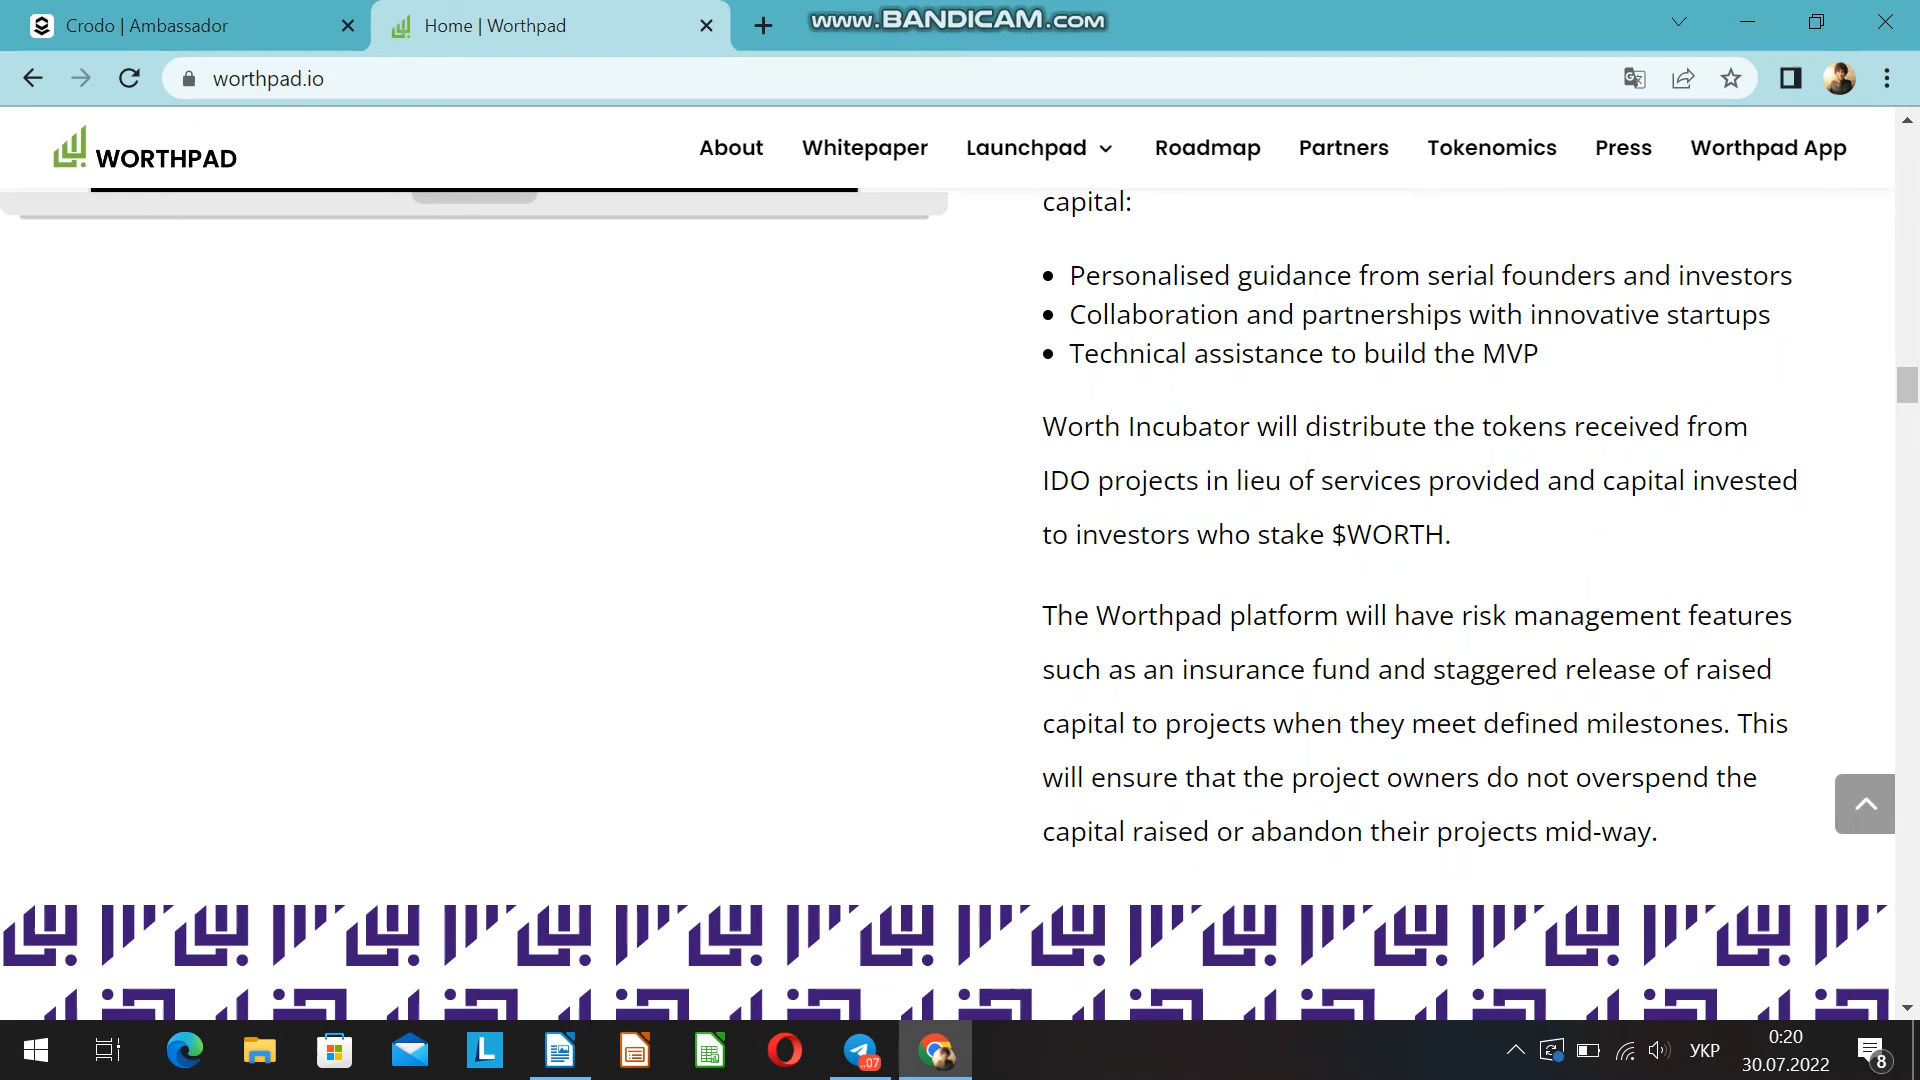 Crodo | Ambassador
Home | Worthpad
www.BANDICAM.com
worthpad.io
WORTHPAD
About
Whitepaper
Launchpad
Roadmap
Partners
Tokenomics
Press
Worthpad App
capital:
Personalised guidance from serial founders and investors
Collaboration and partnerships with innovative startups
Technical assistance to build the MVP
Worth Incubator will distribute the tokens received from
IDO projects in lieu of services provided and capital invested
to investors who stake $WORTH.
The Worthpad platform will have risk management features
such as an insurance fund and staggered release of raised
capital to projects when they meet defined milestones. This
will ensure that the project owners do not overspend the
capital raised or abandon their projects mid-way.
L
..07
УКР
0:20
30.07.2022
8